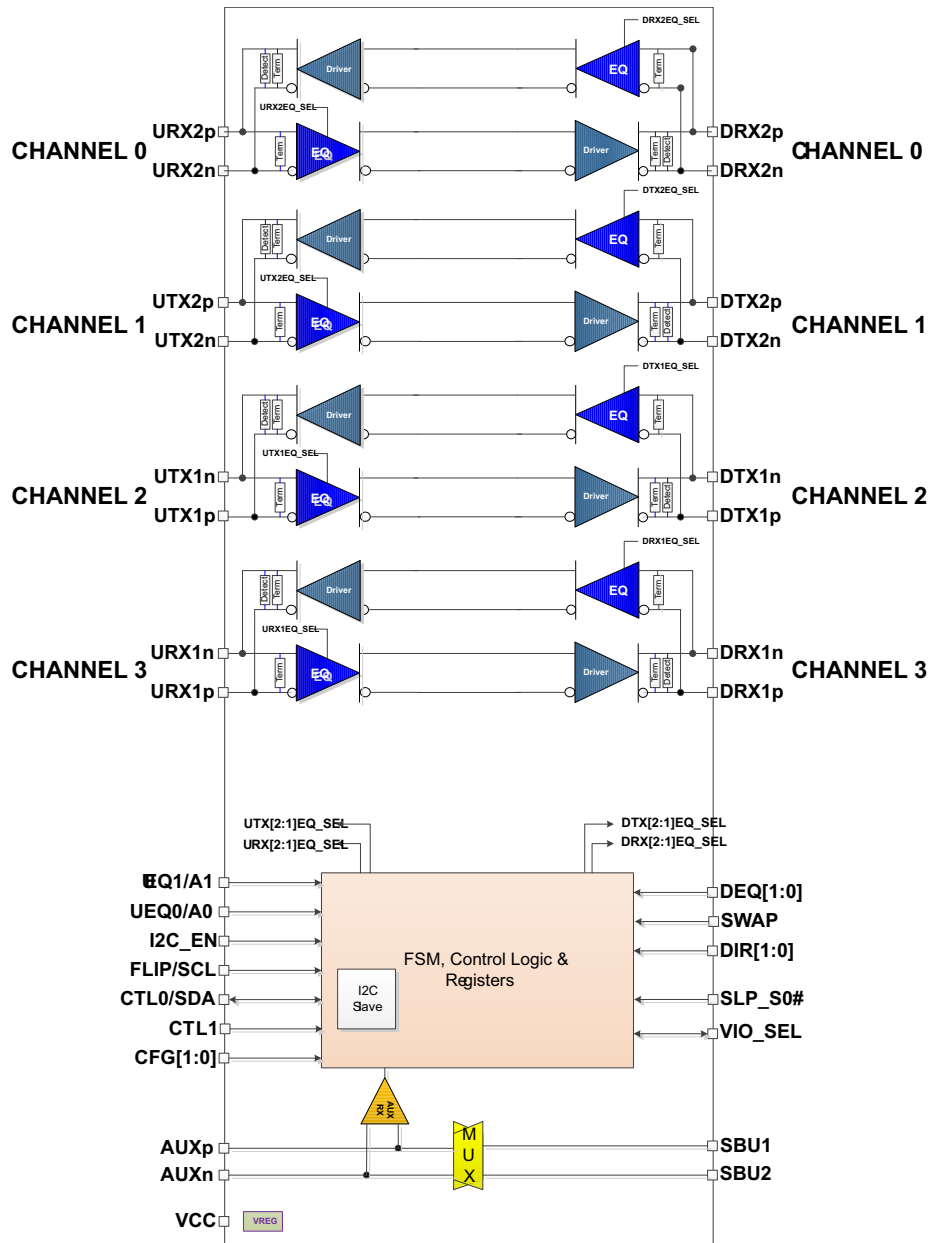 DRX2EQ_SEL
Detect
Term
Driver
EQ
Term
URX2EQ_SEL
URX2p
Term
EQ
EQ
Driver
Term
Detect
DRX2p
CHANNEL 0
CHANNEL 0
URX2n
DRX2n
DTX2EQ_SEL
Detect
Term
Driver
EQ
Term
UTX2EQ_SEL
UTX2p
Term
EQ
EQ
Driver
Term
Detect
DTX2p
CHANNEL 1
CHANNEL 1
UTX2n
DTX2n
DTX1EQ_SEL
Detect
Term
Driver
EQ
Term
UTX1EQ_SEL
UTX1n
Term
EQ
EQ
Driver
Term
Detect
DTX1n
CHANNEL 2
CHANNEL 2
UTX1p
DTX1p
DRX1EQ_SEL
Detect
Term
Driver
EQ
Term
URX1EQ_SEL
URX1n
Term
EQ
EQ
Driver
Term
Detect
DRX1n
CHANNEL 3
CHANNEL 3
URX1p
DRX1p
UTX[2:1]EQ_SEL
DTX[2:1]EQ_SEL
URX[2:1]EQ_SEL
DRX[2:1]EQ_SEL
UEQ1/A1
DEQ[1:0]
UEQ0/A0
SWAP
I2C_EN
DIR[1:0]
FSM, Control Logic &
Registers
FLIP/SCL
I2C
Slave
CTL0/SDA
SLP_S0#
CTL1
VIO_SEL
CFG[1:0]
AUX
RX
AUXp
MUX
SBU1
AUXn
SBU2
VCC
VREG